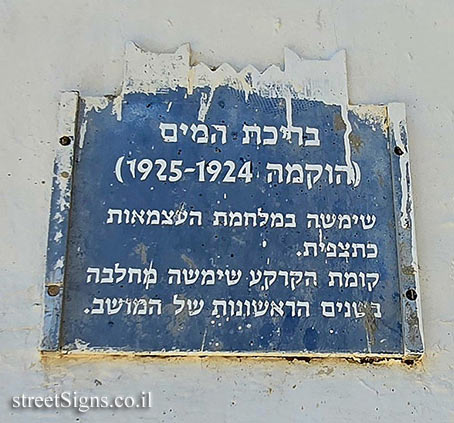 בריכת המים
(הוקמה 1925-1924)
שימשה במלחמת העצמאות
כתצפית.
קומת הקרקע שימשה מחלבה
בשנים הראשונות של המושב.
streetSigns.co.il